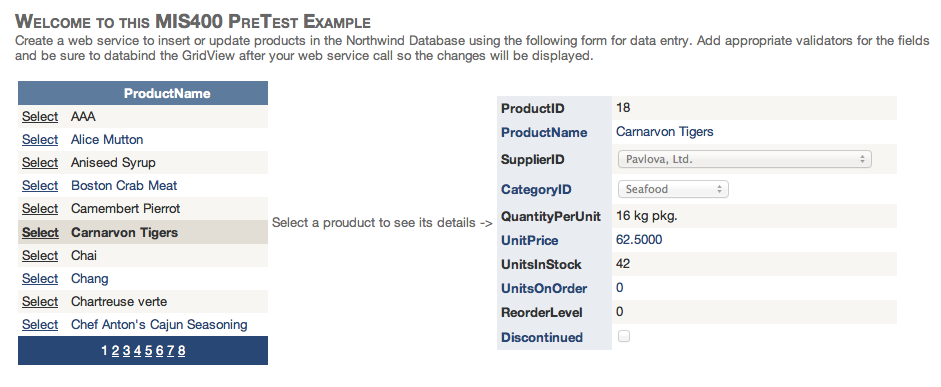 WELCOME TO THIS MIS400 PRETEST EXAMPLE
Create a web service to insert or update products in the Northwind Database using the following form for data entry. Add appropriate validators for the fields
and be sure to databind the GridView after your web service call so the changes will be displayed.
ProductName
Select AAA
Select Alice Mutton
Select Aniseed Syrup
Select Boston Crab Meat
Select Camembert Pierrot
Select Carnarvon Tigers
Select Chai
Select Chang
Select Chartreuse verte
Select Chef Anton's Cajun Seasoning
1 2 3 4 5 6 7 8
Select a prouduct to see its details ->
ProductID 18
ProductName Carnarvon Tigers
SupplierID Pavlova, Ltd.
CategoryID Seafood
QuantityPerUnit 16 kg pkg.
UnitPrice 62.5000
UnitsInStock 42
UnitsOnOrder 0
ReorderLevel 0
Discontinued